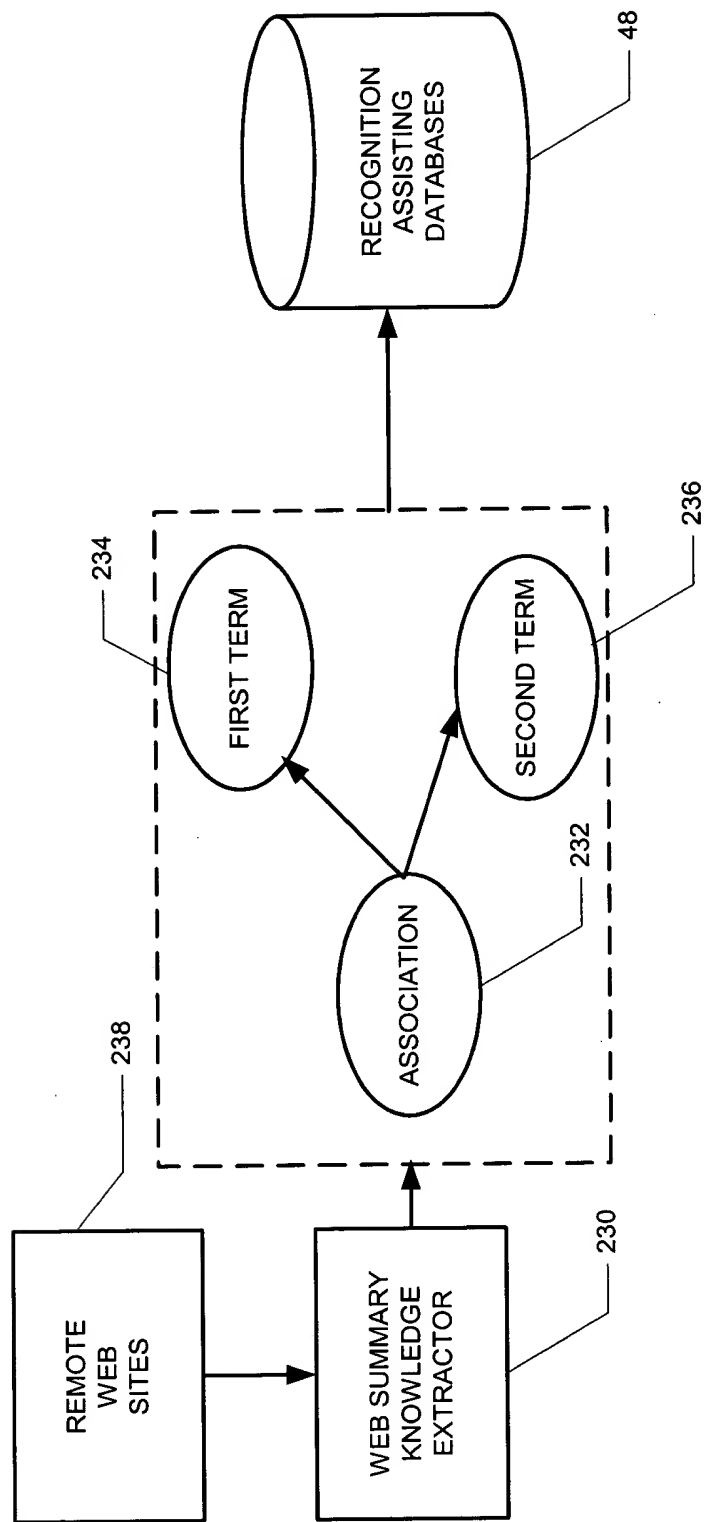 238
REMOTE
WEB
SITES
WEB SUMMARY
KNOWLEDGE
EXTRACTOR
230
ASSOCIATION
232
234
FIRST TERM
SECOND TERM
236
RECOGNITION
ASSISTING
DATABASES
48